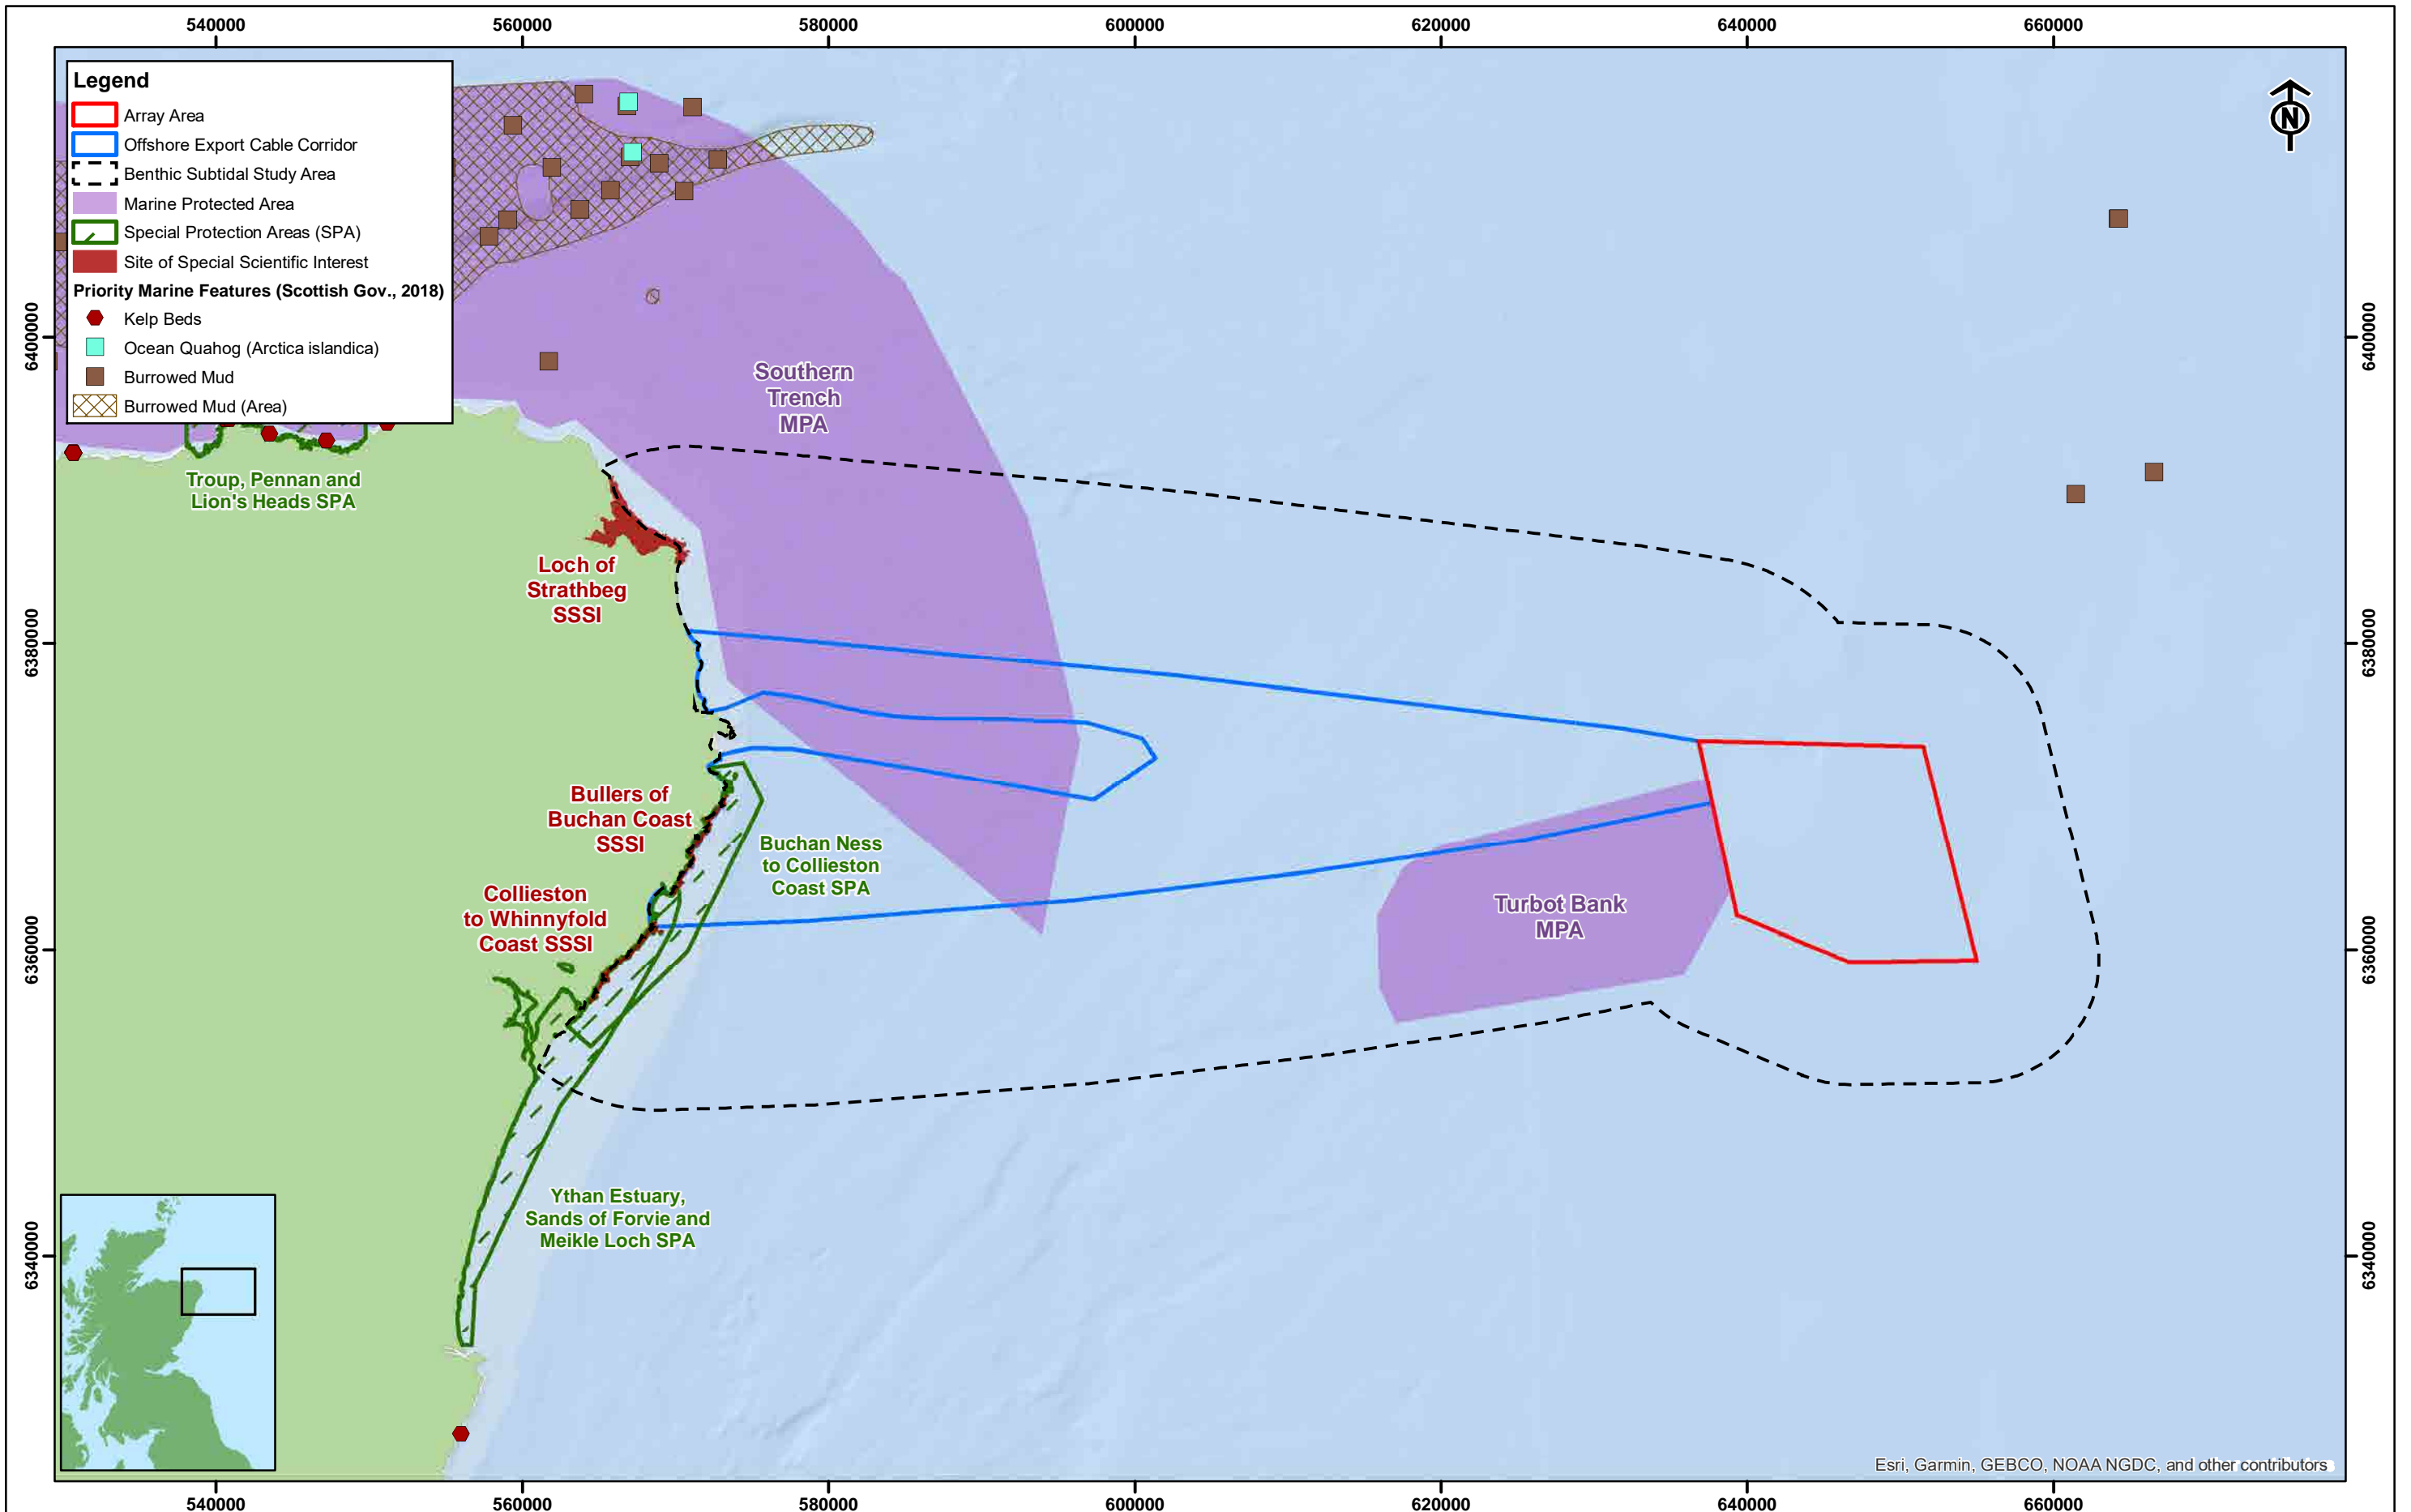 540000 560000 580000 600000 620000 640000 660000
Legend
Array Area
Offshore Export Cable Corridor
Benthic Subtidal Study Area
Marine Protected Area
Special Protection Areas (SPA)
Site of Special Scientific Interest
Priority Marine Features (Scottish Gov., 2018)
Kelp Beds
Ocean Quahog (Arctica islandica)
Burrowed Mud
Burrowed Mud (Area)
N
6400000
6400000
Southern
Trench
MPA
Troup, Pennan and
Lion's Heads SPA
Loch of
Strathbeg
SSSI
6380000
6380000
Bullers of
Buchan Coast
SSSI
Buchan Ness
to Collieston
Coast SPA
Collieston
to Whinnyfold
Coast SSSI
Turbot Bank
MPA
6360000
6360000
Ythan Estuary,
Sands of Forvie and
Meikle Loch SPA
6340000
6340000
Esri, Garmin, GEBCO, NOAA NGDC, and other contributors
540000 560000 580000 600000 620000 640000 660000